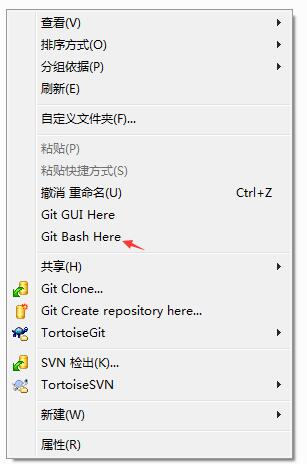 查看(V)
排序方式(O)
分组依据(P)
刷新(E)
自定义文件夹(F)...
粘贴(P)
粘贴快捷方式(S)
撤消 重命名(U) Ctrl+Z
Git GUI Here
Git Bash Here
共享(H)
Git Clone...
Git Create repository here...
TortoiseGit
SVN 检出(K)...
TortoiseSVN
新建(W)
属性(R)